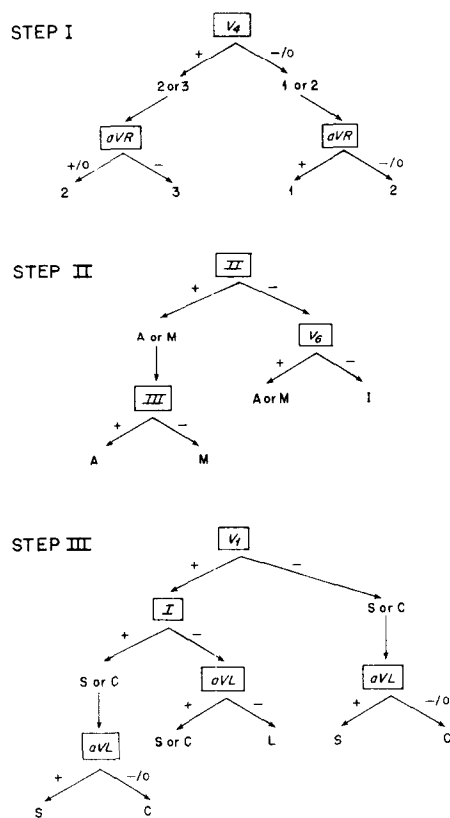 STEP I
V4
+ −/0
2 or 3 1 or 2
aVR aVR
+/0 − + −/0
2 3 1 2
STEP II
II
+ −
A or M V6
+ −
III A or M I
+ −
A M
STEP III
V1
+ −
I S or C
+ −
S or C aVL aVL
+ − + −/0
aVL S or C L S C
+ −/0
S C